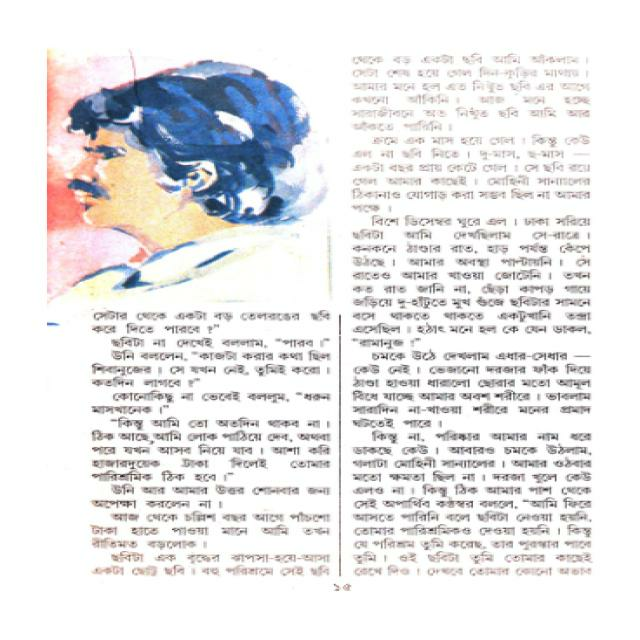 সেটার থেকে একটা বড় তেলরঙের ছবি
করে দিতে পারবে ?”
ছবিটা না দেখেই বললাম, “পারব।”
উনি বললেন, “কাজটা করার কথা ছিল
শিবানুজের । সে যখন নেই, তুমিই করো ।
কতদিন লাগবে ?”
কোনোকিছু না ভেবেই বললুম, “ধরুন
মাসখানেক ।”
“কিন্তু আমি তো অতদিন থাকব না ।
ঠিক আছে, আমি লোক পাঠিয়ে দেব, অথবা
পরে যখন আসব নিয়ে যাব । আশা করি
হাজারদুয়েক টাকা দিলেই তোমার
পারিশ্রমিক ঠিক হবে ।”
উনি আর আমার উত্তর শোনবার জন্য
অপেক্ষা করলেন না ।
আজ থেকে চল্লিশ বছর আগে পাঁচশো
টাকা হাতে পাওয়া মানে আমি তখন
রীতিমত বড়লোক ।
ছবিটা এক বৃদ্ধের ঝাপসা-হয়ে-আসা
একটা ছোট্ট ছবি । বহু পরিশ্রমে সেই ছবি
থেকে বড় একটা ছবি আমি আঁকলাম ।
সেটা শেষ হয়ে গেল দিন-কুড়ির মাথায় ।
আমার মনে হল এত নিখুঁত ছবি এর আগে
কখনো আঁকিনি । আজ মনে হচ্ছে
সারাজীবনে অত নিখুঁত ছবি আমি আর
আঁকতে পারিনি ।
ক্রমে এক মাস হয়ে গেল । কিন্তু কেউ
এল না ছবি নিতে । দু-মাস, ছ-মাস —
একটা বছর প্রায় কেটে গেল । সে ছবি রয়ে
গেল আমার কাছেই । মোহিনী সান্যালের
ঠিকানাও যোগাড় করা সম্ভব ছিল না আমার
পক্ষে ।
বিশে ডিসেম্বর ঘুরে এল । ঢাকা সরিয়ে
ছবিটা আমি দেখছিলাম সে-রাত্রে ।
কনকনে ঠাণ্ডার রাত, হাড় পর্যন্ত কেঁপে
উঠছে । আমার অবস্থা পাল্টায়নি । সে
রাতেও আমার খাওয়া জোটেনি । তখন
কত রাত জানি না, ছেঁড়া কাপড় গায়ে
জড়িয়ে দু-হাঁটুতে মুখ গুঁজে ছবিটার সামনে
বসে থাকতে থাকতে একটুখানি তন্দ্রা
এসেছিল । হঠাৎ মনে হল কে যেন ডাকল,
“রামানুজ !”
চমকে উঠে দেখলাম এধার-সেধার —
কেউ নেই । ভেজানো দরজার ফাঁক দিয়ে
ঠাণ্ডা হাওয়া ধারালো ছোরার মতো আমূল
বিঁধে যাচ্ছে আমার অবশ শরীরে । ভাবলাম
সারাদিন না-খাওয়া শরীরে মনের প্রমাদ
ঘটতেই পারে ।
কিন্তু না, পরিষ্কার আমার নাম ধরে
ডাকছে কেউ । আবারও চমকে উঠলাম,
গলাটা মোহিনী সান্যালের । আমার ওঠবার
মতো ক্ষমতা ছিল না । দরজা খুলে কেউ
এলও না । কিন্তু ঠিক আমার পাশ থেকে
সেই অপার্থিব কণ্ঠস্বর বললে, “আমি ফিরে
আসতে পারিনি বলে ছবিটা নেওয়া হয়নি,
তোমার পারিশ্রমিকও দেওয়া হয়নি । কিন্তু
যে পরিশ্রম তুমি করেছ, তার পুরস্কার পাবে
তুমি । ওই ছবিটা তুমি তোমার কাছেই
রেখে দিও । দেখবে তোমার কোনো অভাব
১৫